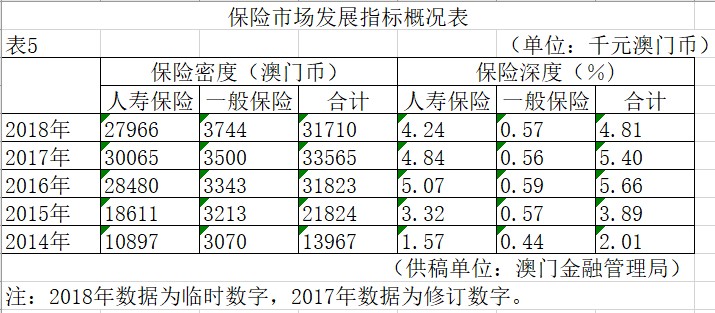 保险市场发展指标概况表
表5 （单位：千元澳门币）
保险密度（澳门币） 保险深度（%）
人寿保险 一般保险 合计 人寿保险 一般保险 合计
2018年 27966 3744 31710 4.24 0.57 4.81
2017年 30065 3500 33565 4.84 0.56 5.40
2016年 28480 3343 31823 5.07 0.59 5.66
2015年 18611 3213 21824 3.32 0.57 3.89
2014年 10897 3070 13967 1.57 0.44 2.01
（供稿单位：澳门金融管理局）
注：2018年数据为临时数字，2017年数据为修订数字。